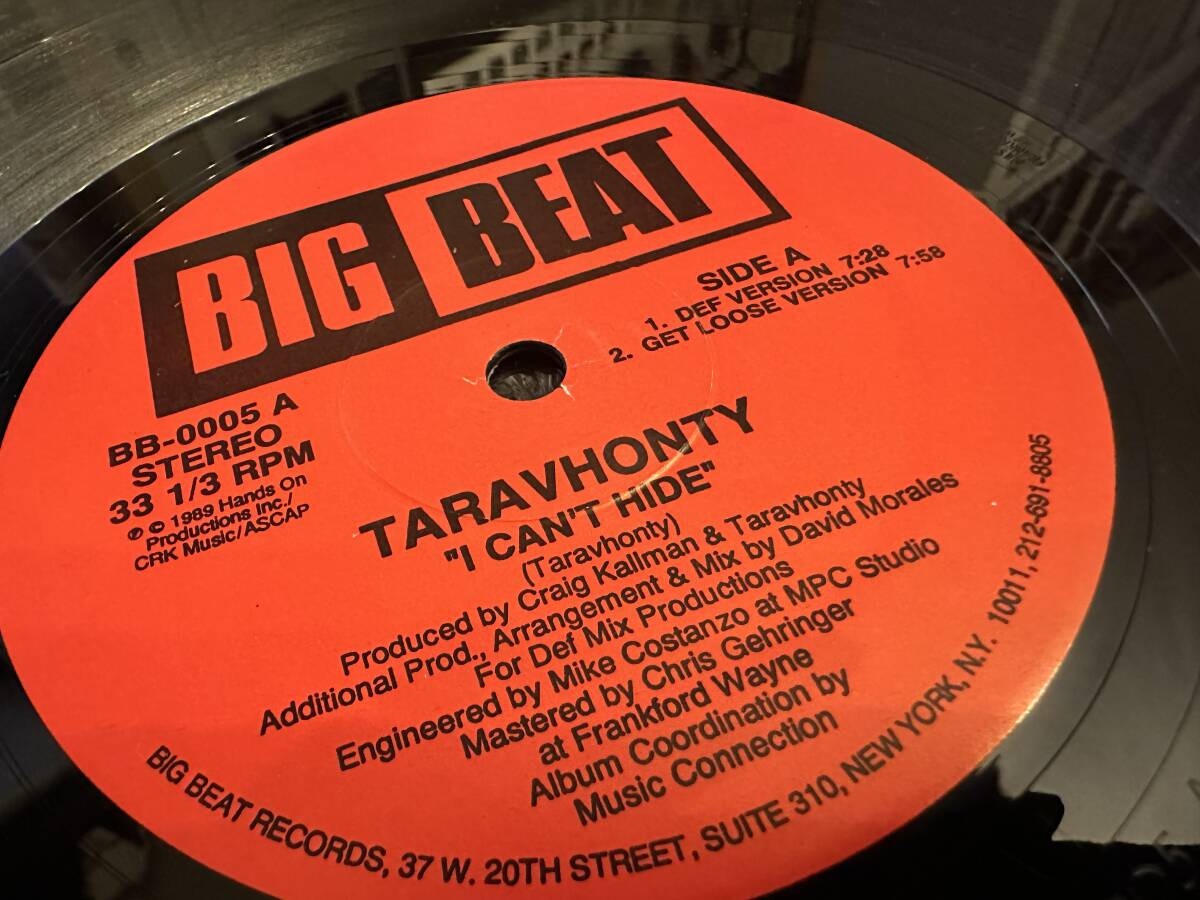 BIG BEAT
SIDE A
1. DEF VERSION 7:28
2. GET LOOSE VERSION 7:58
BB-0005 A
STEREO
33 1/3 RPM
℗ © 1989 Hands On
Productions Inc./
CRK Music/ASCAP
TARAVHONTY
"I CAN'T HIDE"
(Taravhonty)
Produced by Craig Kallman & Taravhonty
Additional Prod., Arrangement & Mix by David Morales
For Def Mix Productions
Engineered by Mike Costanzo at MPC Studio
Mastered by Chris Gehringer
at Frankford Wayne
Album Coordination by
Music Connection
BIG BEAT RECORDS, 37 W. 20TH STREET, SUITE 310, NEW YORK, N.Y. 10011, 212-691-8805